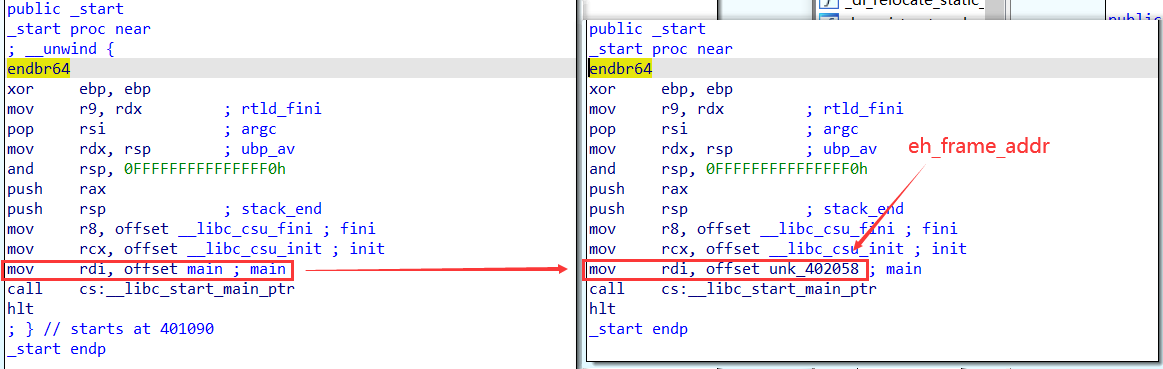 public _start
_start proc near
; __unwind {
endbr64
xor ebp, ebp
mov r9, rdx ; rtld_fini
pop rsi ; argc
mov rdx, rsp ; ubp_av
and rsp, 0FFFFFFFFFFFFFFF0h
push rax
push rsp ; stack_end
mov r8, offset __libc_csu_fini ; fini
mov rcx, offset __libc_csu_init ; init
mov rdi, offset main ; main
call cs:__libc_start_main_ptr
hlt
; } // starts at 401090
_start endp
public _start
_start proc near
endbr64
xor ebp, ebp
mov r9, rdx ; rtld_fini
pop rsi ; argc
mov rdx, rsp ; ubp_av
and rsp, 0FFFFFFFFFFFFFFF0h
push rax
push rsp ; stack_end
mov r8, offset __libc_csu_fini ; fini
mov rcx, offset __libc_csu_init ; init
mov rdi, offset unk_402058 ; main
call cs:__libc_start_main_ptr
hlt
_start endp
eh_frame_addr